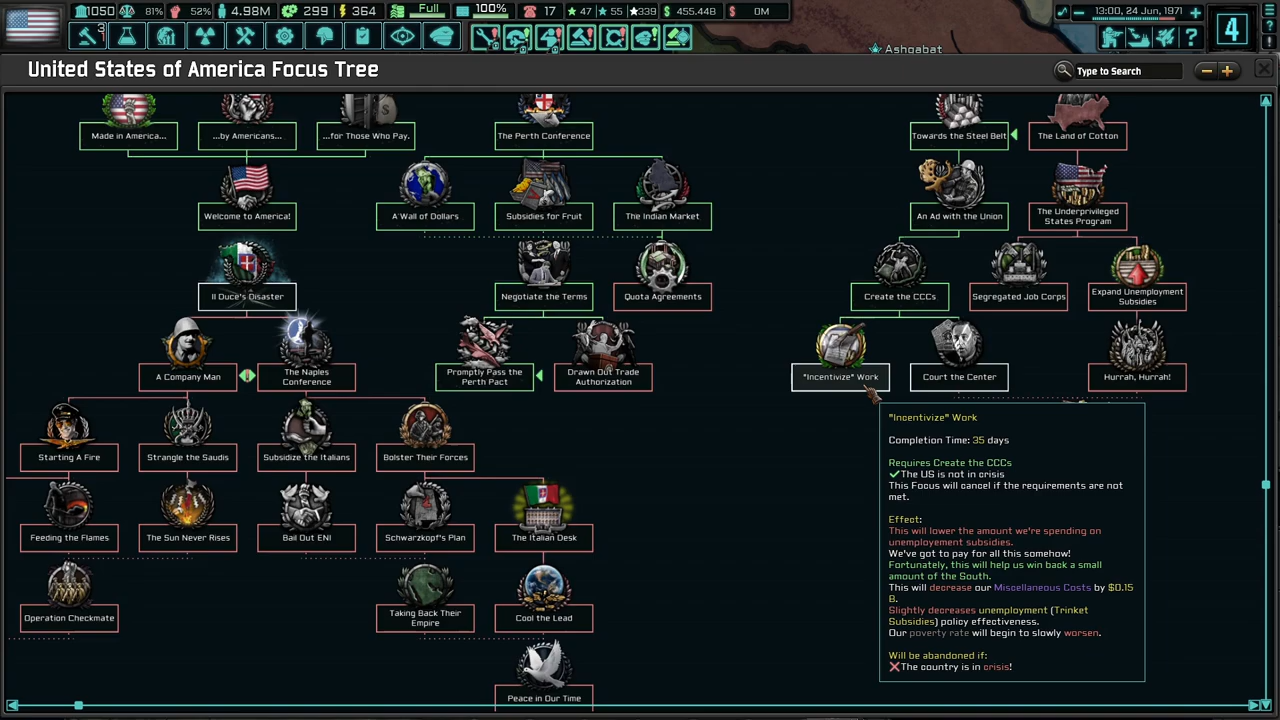 1050
81%
52%
4.98M
299
364
Full
100%
17
47
55
339
$ 455.44B
$ 0M
13:00, 24 Jun, 1971
4
3
Ashgabat
United States of America Focus Tree
Type to Search
Made in America...
...by Americans...
...for Those Who Pay.
The Perth Conference
Towards the Steel Belt
The Land of Cotton
Welcome to America!
A Wall of Dollars
Subsidies for Fruit
The Indian Market
An Ad with the Union
The Underprivileged
States Program
Il Duce's Disaster
Negotiate the Terms
Quota Agreements
Create the CCCs
Segregated Job Corps
Expand Unemployment
Subsidies
A Company Man
The Naples
Conference
Promptly Pass the
Perth Pact
Drawn Out Trade
Authorization
"Incentivize" Work
Court the Center
Hurrah, Hurrah!
Starting A Fire
Strangle the Saudis
Subsidize the Italians
Bolster Their Forces
Feeding the Flames
The Sun Never Rises
Bail Out ENI
Schwarzkopf's Plan
The Italian Desk
Operation Checkmate
Taking Back Their
Empire
Cool the Lead
Peace in Our Time
"Incentivize" Work
Completion Time: 35 days
Requires Create the CCCs
The US is not in crisis
This Focus will cancel if the requirements are not
met.
Effect:
This will lower the amount we're spending on
unemployement subsidies.
We've got to pay for all this somehow!
Fortunately, this will help us win back a small
amount of the South.
This will decrease our Miscellaneous Costs by $0.15
B.
Slightly decreases unemployment (Trinket
Subsidies) policy effectiveness.
Our poverty rate will begin to slowly worsen.
Will be abandoned if:
The country is in crisis!